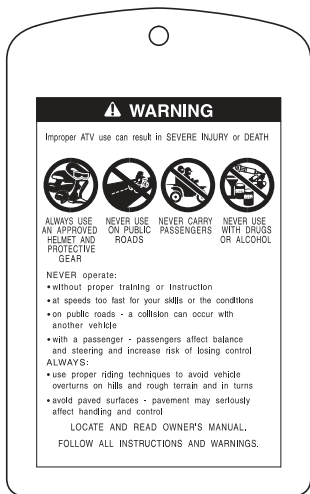 WARNING
Improper ATV use can result in SEVERE INJURY or DEATH
ALWAYS USE
AN APPROVED
HELMET AND
PROTECTIVE
GEAR
NEVER USE
ON PUBLIC
ROADS
NEVER CARRY
PASSENGERS
NEVER USE
WITH DRUGS
OR ALCOHOL
NEVER operate:
• without proper training or instruction
• at speeds too fast for your skills or the conditions
• on public roads - a collision can occur with
another vehicle
• with a passenger - passengers affect balance
and steering and increase risk of losing control
ALWAYS:
• use proper riding techniques to avoid vehicle
overturns on hills and rough terrain and in turns
• avoid paved surfaces - pavement may seriously
affect handling and control
LOCATE AND READ OWNER'S MANUAL.
FOLLOW ALL INSTRUCTIONS AND WARNINGS.